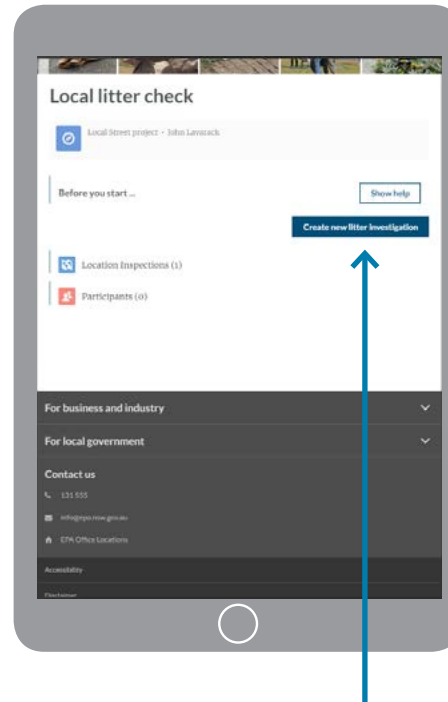 Local litter check
Local Street project - John Lavarack
Before you start ...
Show help
Create new litter investigation
Location Inspections (1)
Participants (0)
For business and industry
For local government
Contact us
131 555
info@epa.nsw.gov.au
EPA Office Locations
Accessibility
Disclaimer